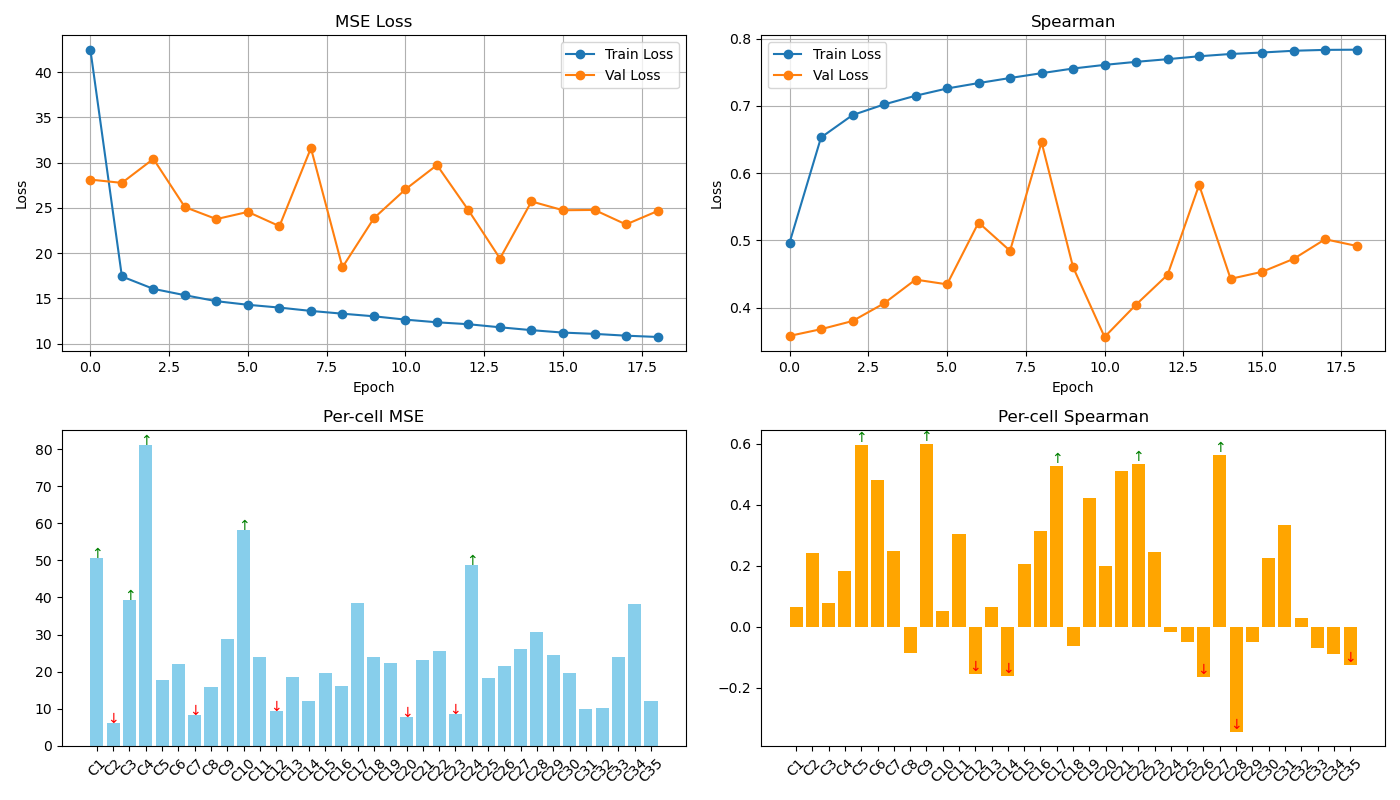 MSE Loss
Loss
40
35
30
25
20
15
10
Train Loss
Val Loss
0.0 2.5 5.0 7.5 10.0 12.5 15.0 17.5
Epoch
Spearman
Loss
0.8
0.7
0.6
0.5
0.4
Train Loss
Val Loss
0.0 2.5 5.0 7.5 10.0 12.5 15.0 17.5
Epoch
Per-cell MSE
80
70
60
50
40
30
20
10
0
↑ ↓ ↑ ↑ ↓ ↑ ↓ ↓ ↓ ↑
C1 C2 C3 C4 C5 C6 C7 C8 C9 C10 C11 C12 C13 C14 C15 C16 C17 C18 C19 C20 C21 C22 C23 C24 C25 C26 C27 C28 C29 C30 C31 C32 C33 C34 C35
Per-cell Spearman
0.6
0.4
0.2
0.0
−0.2
↑ ↑ ↓ ↓ ↑ ↑ ↓ ↑ ↓ ↓
C1 C2 C3 C4 C5 C6 C7 C8 C9 C10 C11 C12 C13 C14 C15 C16 C17 C18 C19 C20 C21 C22 C23 C24 C25 C26 C27 C28 C29 C30 C31 C32 C33 C34 C35